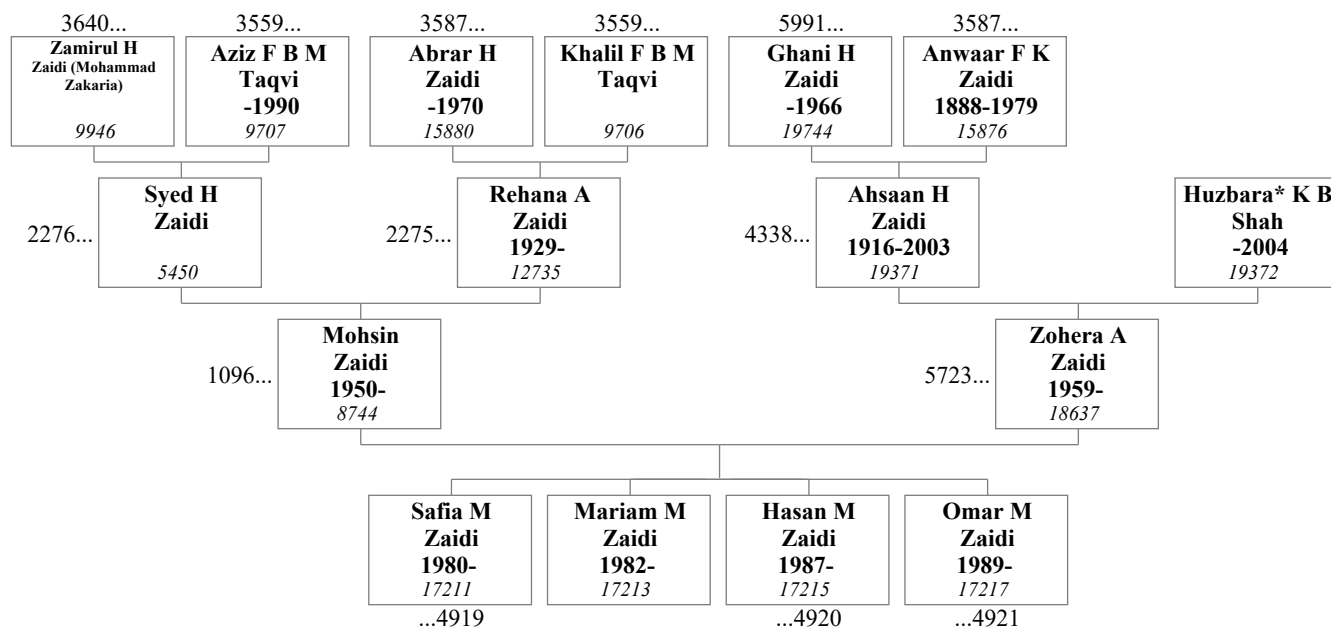 3640... 3559... 3587... 3559... 5991... 3587...
Zamirul H
Zaidi (Mohammad
Zakaria)
9946
Aziz F B M
Taqvi
-1990
9707
Abrar H
Zaidi
-1970
15880
Khalil F B M
Taqvi
9706
Ghani H
Zaidi
-1966
19744
Anwaar F K
Zaidi
1888-1979
15876
2276...
Syed H
Zaidi
5450
2275...
Rehana A
Zaidi
1929-
12735
4338...
Ahsaan H
Zaidi
1916-2003
19371
Huzbara* K B
Shah
-2004
19372
1096...
Mohsin
Zaidi
1950-
8744
5723...
Zohera A
Zaidi
1959-
18637
Safia M
Zaidi
1980-
17211
Mariam M
Zaidi
1982-
17213
Hasan M
Zaidi
1987-
17215
Omar M
Zaidi
1989-
17217
...4919 ...4920 ...4921